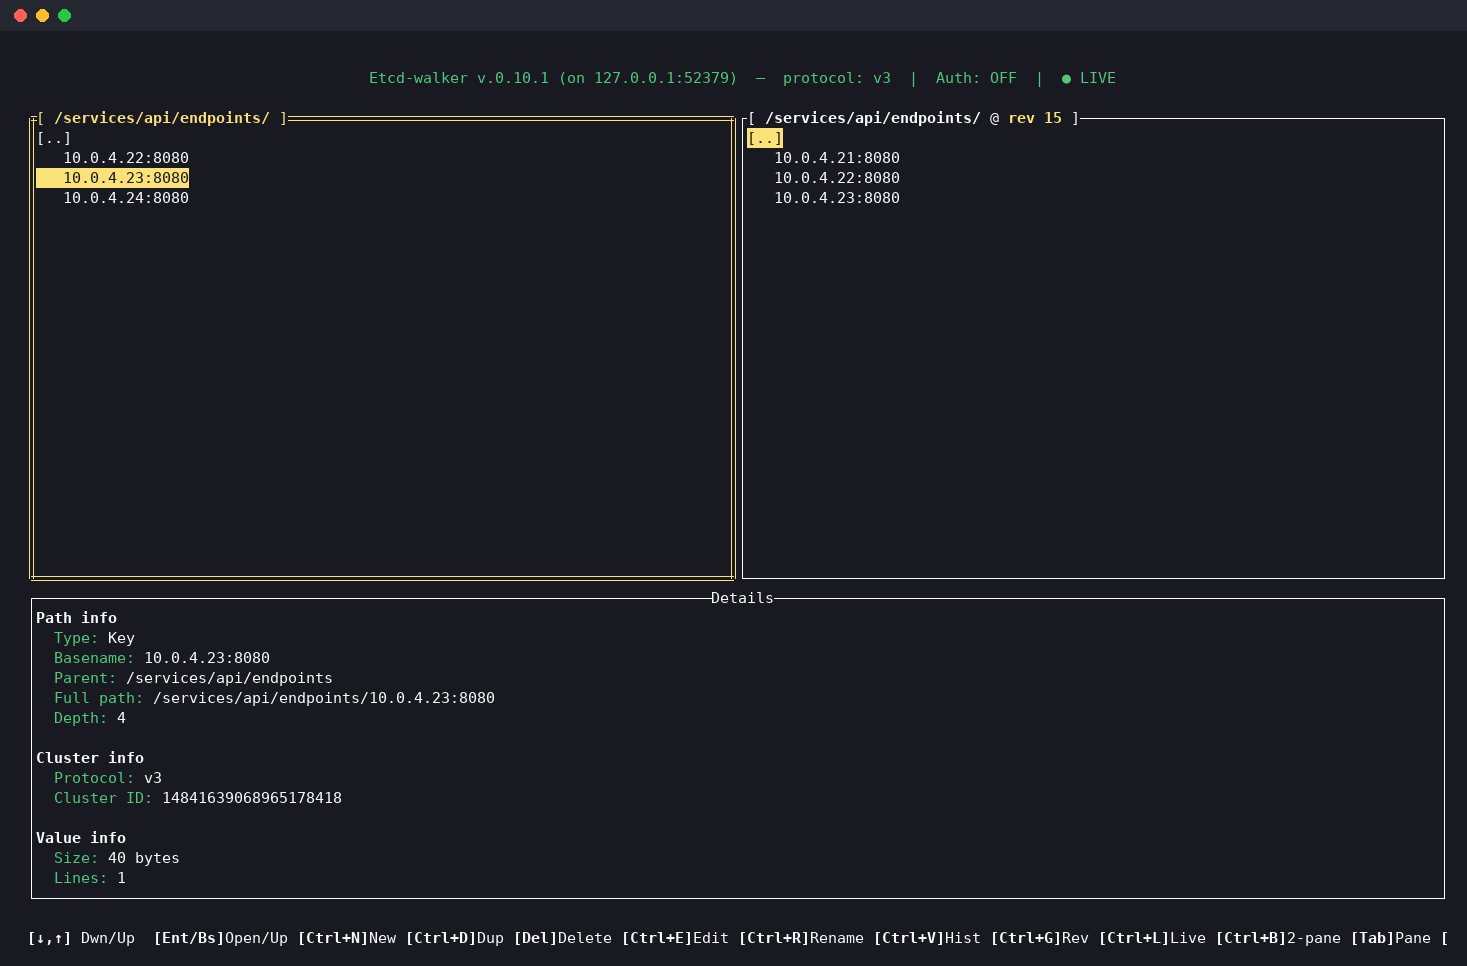 Etcd-walker v.0.10.1 (on 127.0.0.1:52379)  —  protocol: v3  |  Auth: OFF  |  ● LIVE
[ /services/api/endpoints/ ]
[..]
10.0.4.22:8080
10.0.4.23:8080
10.0.4.24:8080
[ /services/api/endpoints/ @ rev 15 ]
[..]
10.0.4.21:8080
10.0.4.22:8080
10.0.4.23:8080
Details
Path info
Type: Key
Basename: 10.0.4.23:8080
Parent: /services/api/endpoints
Full path: /services/api/endpoints/10.0.4.23:8080
Depth: 4
Cluster info
Protocol: v3
Cluster ID: 14841639068965178418
Value info
Size: 40 bytes
Lines: 1
[↓,↑] Dwn/Up  [Ent/Bs]Open/Up [Ctrl+N]New [Ctrl+D]Dup [Del]Delete [Ctrl+E]Edit [Ctrl+R]Rename [Ctrl+V]Hist [Ctrl+G]Rev [Ctrl+L]Live [Ctrl+B]2-pane [Tab]Pane [